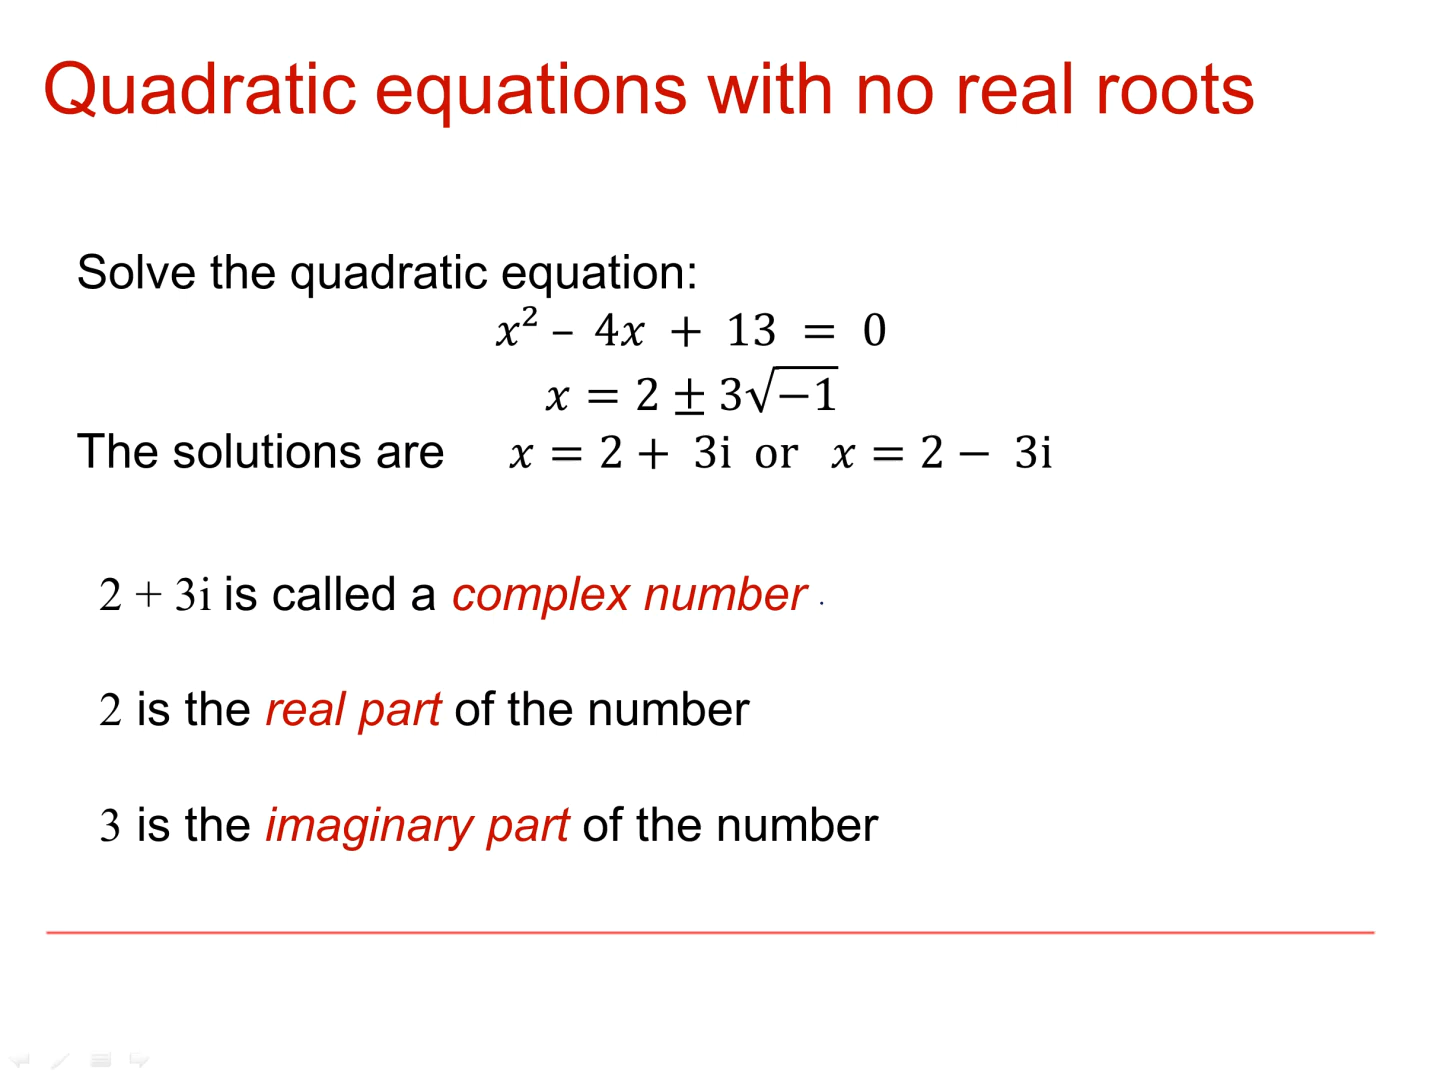 Quadratic equations with no real roots
Solve the quadratic equation:
x² – 4x + 13 = 0
x = 2 ± 3√−1
The solutions are x = 2 + 3i or x = 2 − 3i
2 + 3i is called a complex number .
2 is the real part of the number
3 is the imaginary part of the number